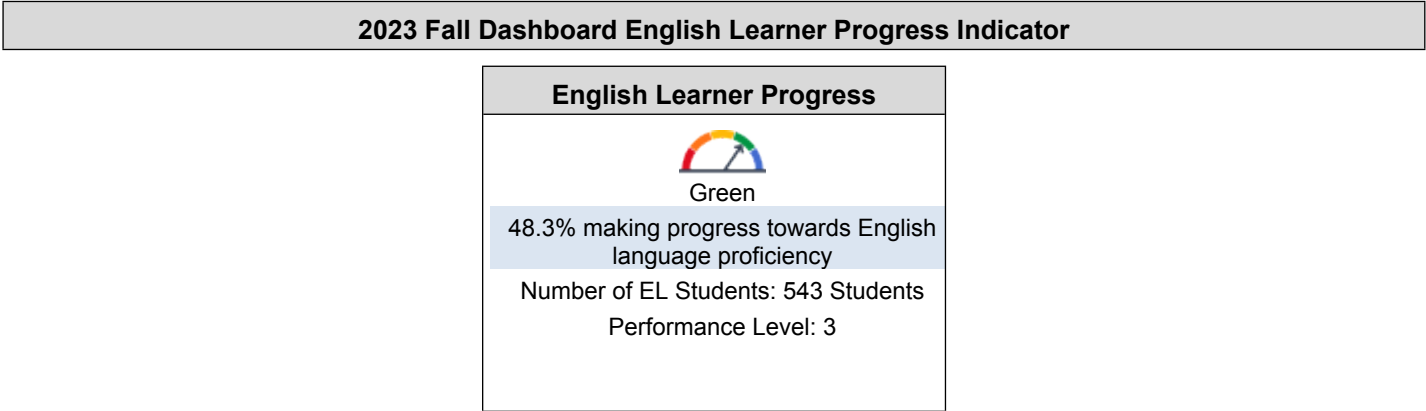 2023 Fall Dashboard English Learner Progress Indicator
English Learner Progress
Green
48.3% making progress towards English
language proficiency
Number of EL Students: 543 Students
Performance Level: 3